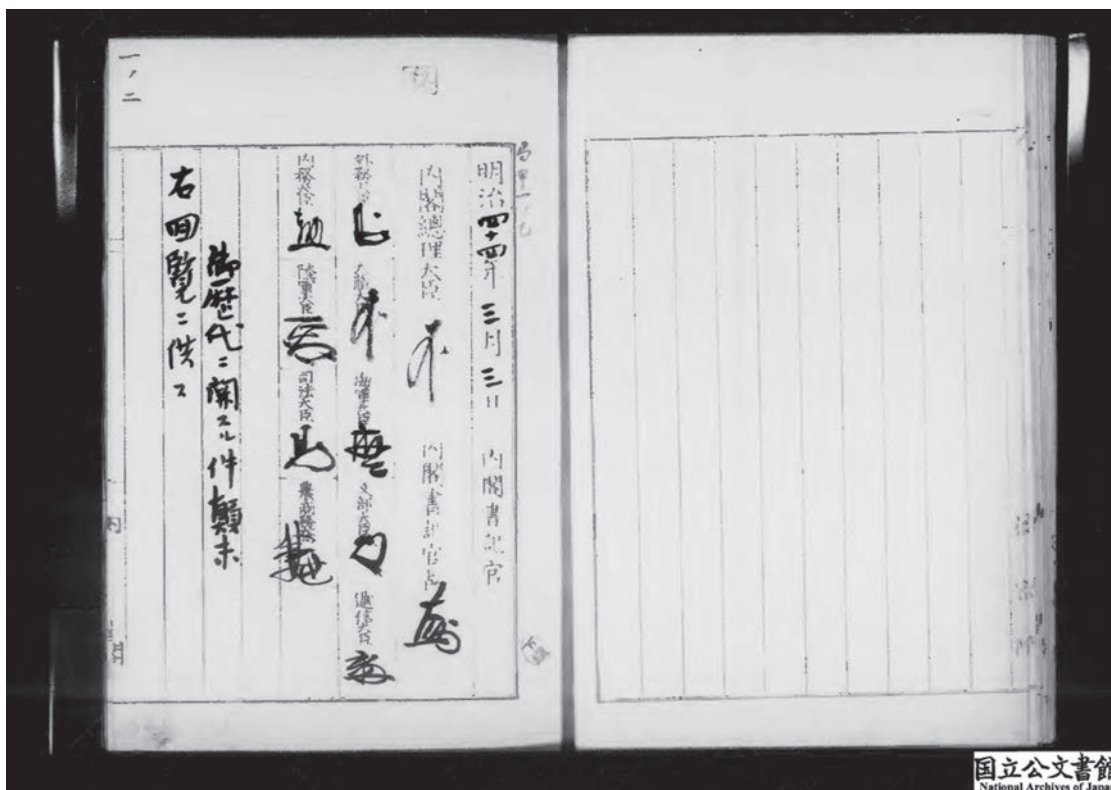 明治四十四年三月三日 内閣書記官
内閣總理大臣 内閣書記官長
外務大臣 大藏大臣 海軍大臣 文部大臣 遞信大臣
内務大臣 陸軍大臣 司法大臣 農商務大臣
御歴代ニ關スル件顚末
右回覽ニ供ス
一ノ二
国立公文書館
National Archives of Japan